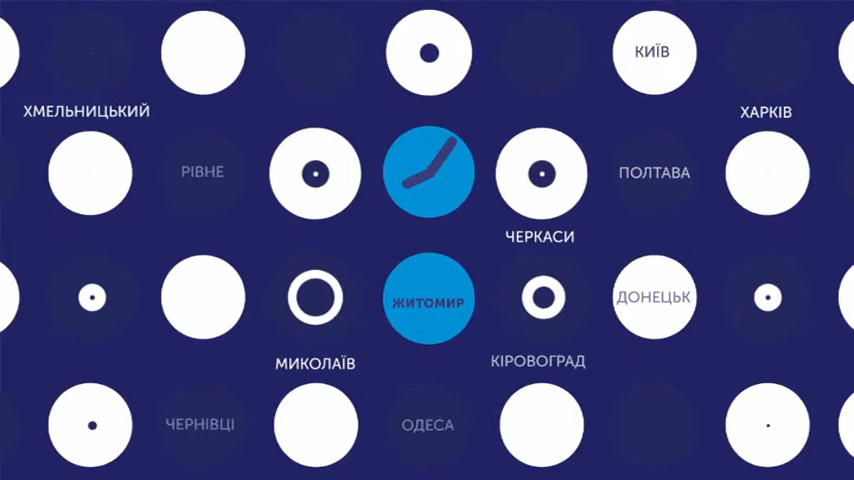 КИЇВ
ХМЕЛЬНИЦЬКИЙ
ХАРКІВ
РІВНЕ
ПОЛТАВА
ЧЕРКАСИ
ЖИТОМИР
ДОНЕЦЬК
МИКОЛАЇВ
КІРОВОГРАД
ЧЕРНІВЦІ
ОДЕСА